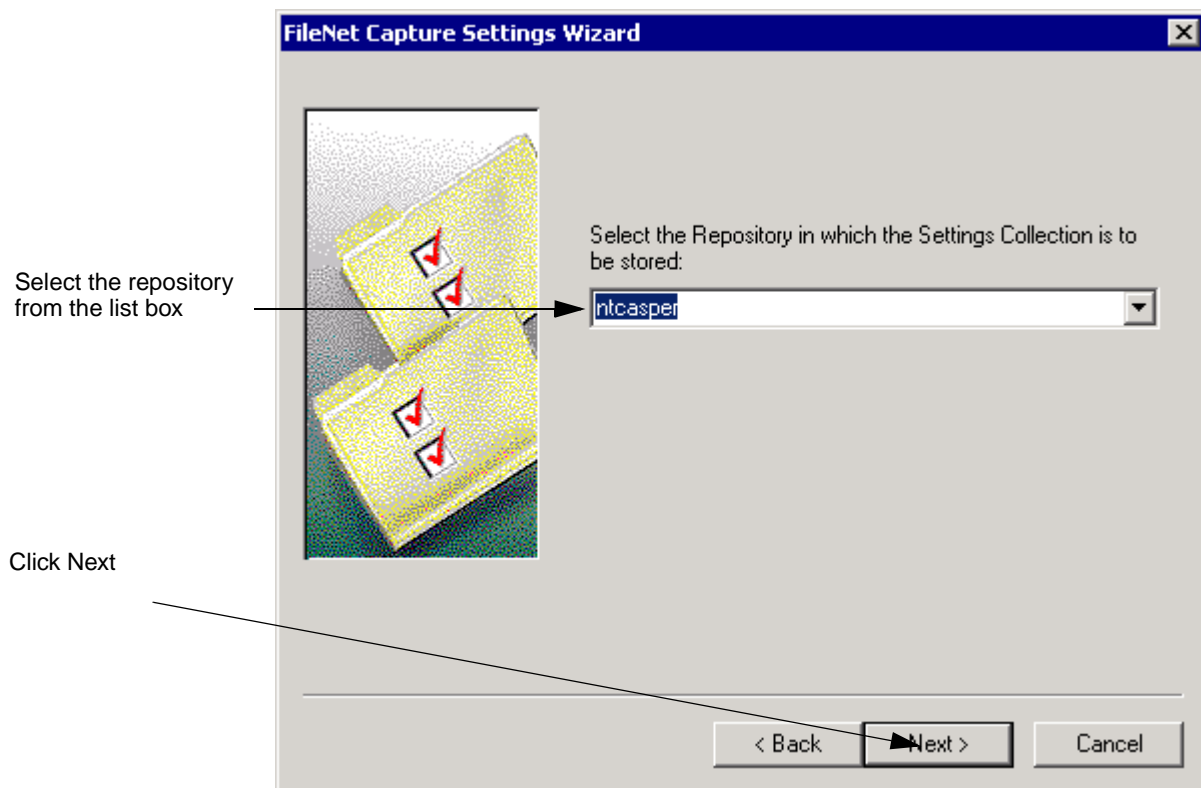 FileNet Capture Settings Wizard
Select the Repository in which the Settings Collection is to
be stored:
Select the repository
from the list box
ntcasper
Click Next
< Back
Next >
Cancel